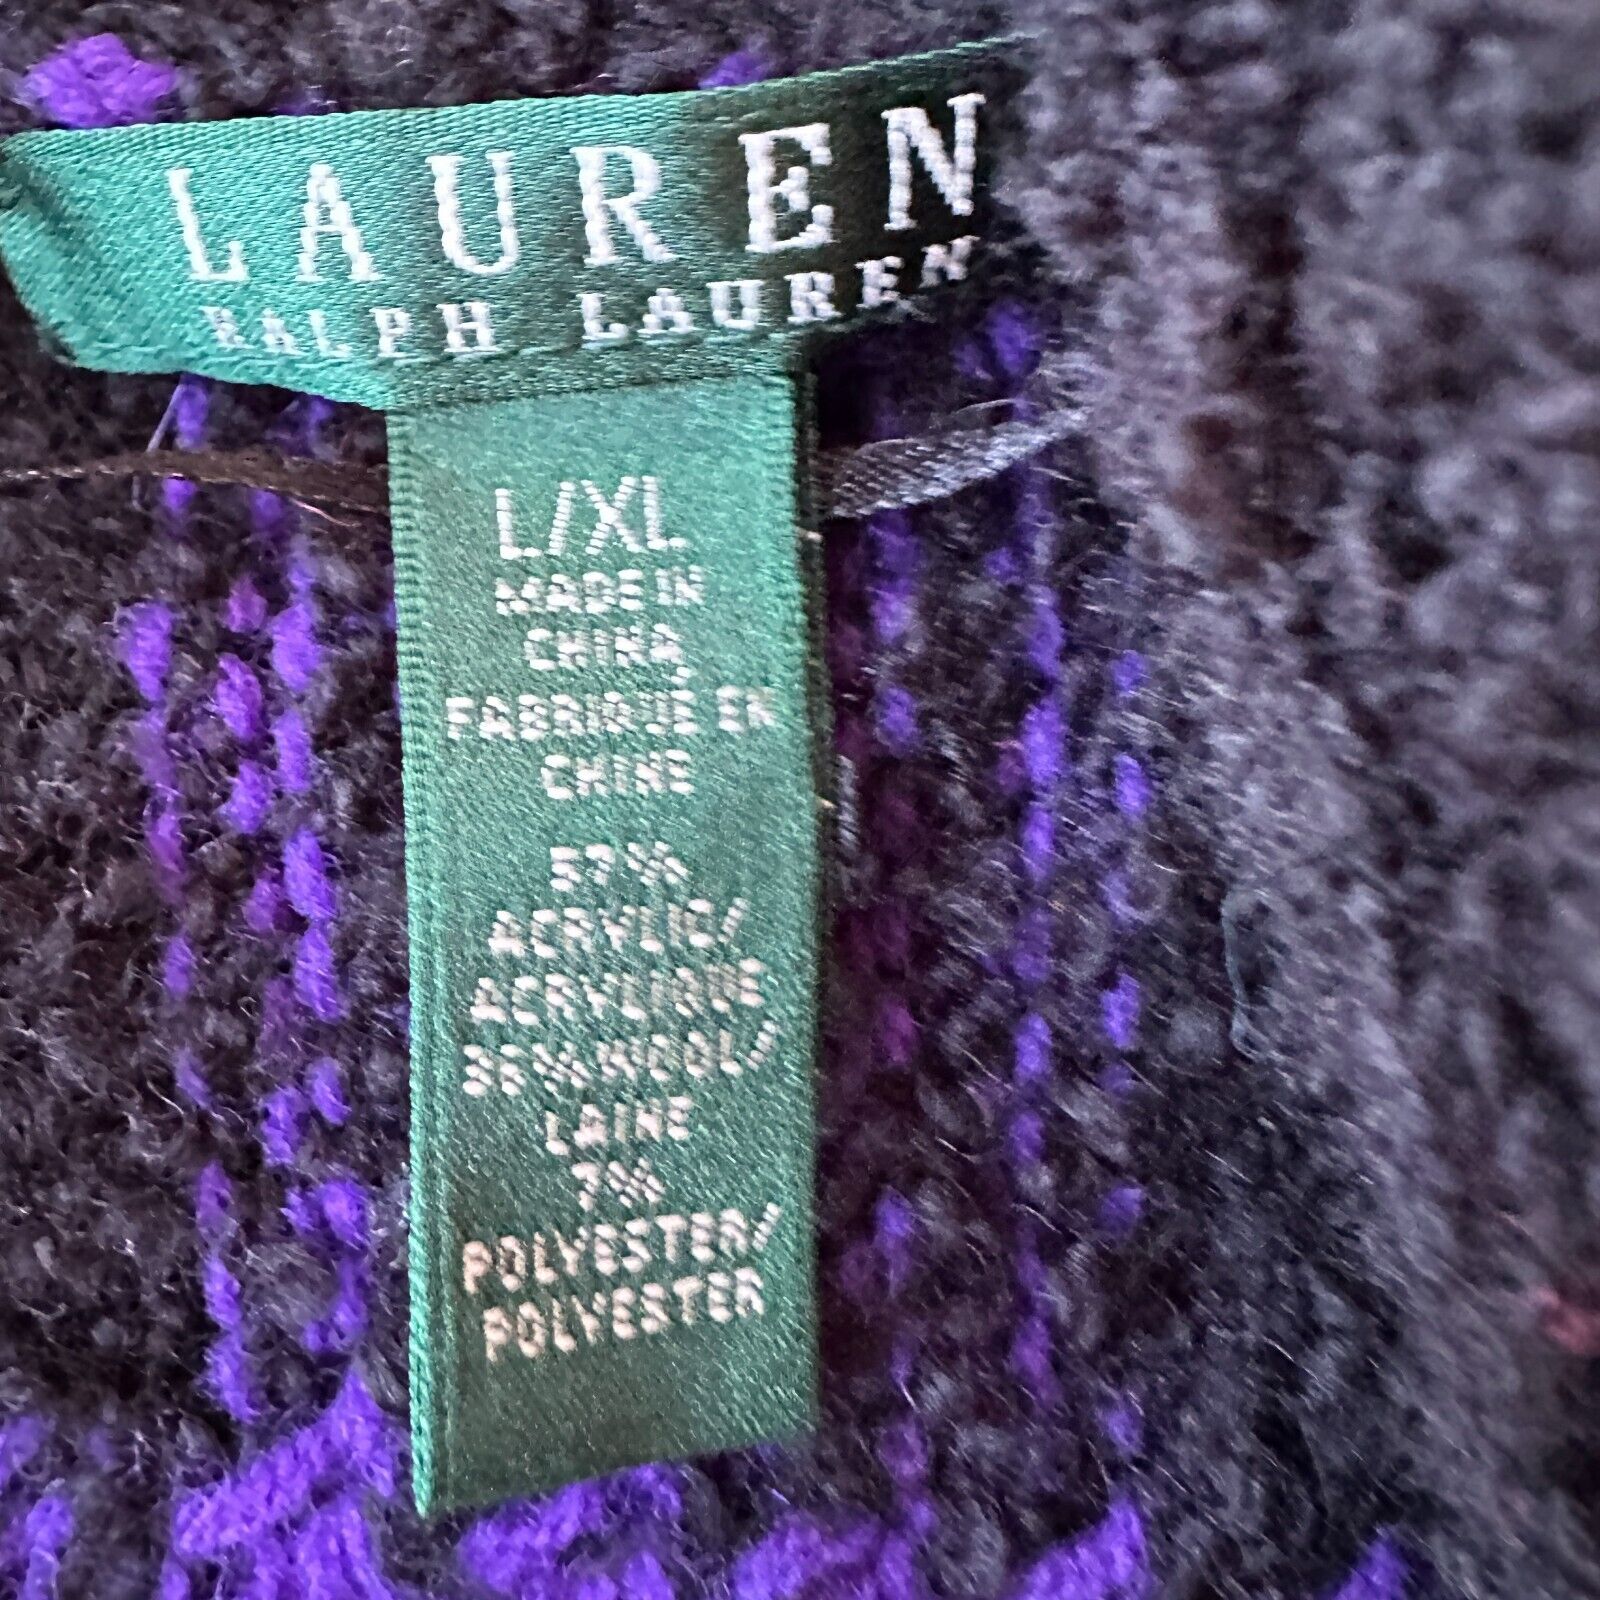 LAUREN
RALPH LAUREN
L/XL
MADE IN
CHINA
FABRIQUE EN
CHINE
57%
ACRYLIC/
ACRYLIQUE
36% WOOL/
LAINE
7%
POLYESTER/
POLYESTER